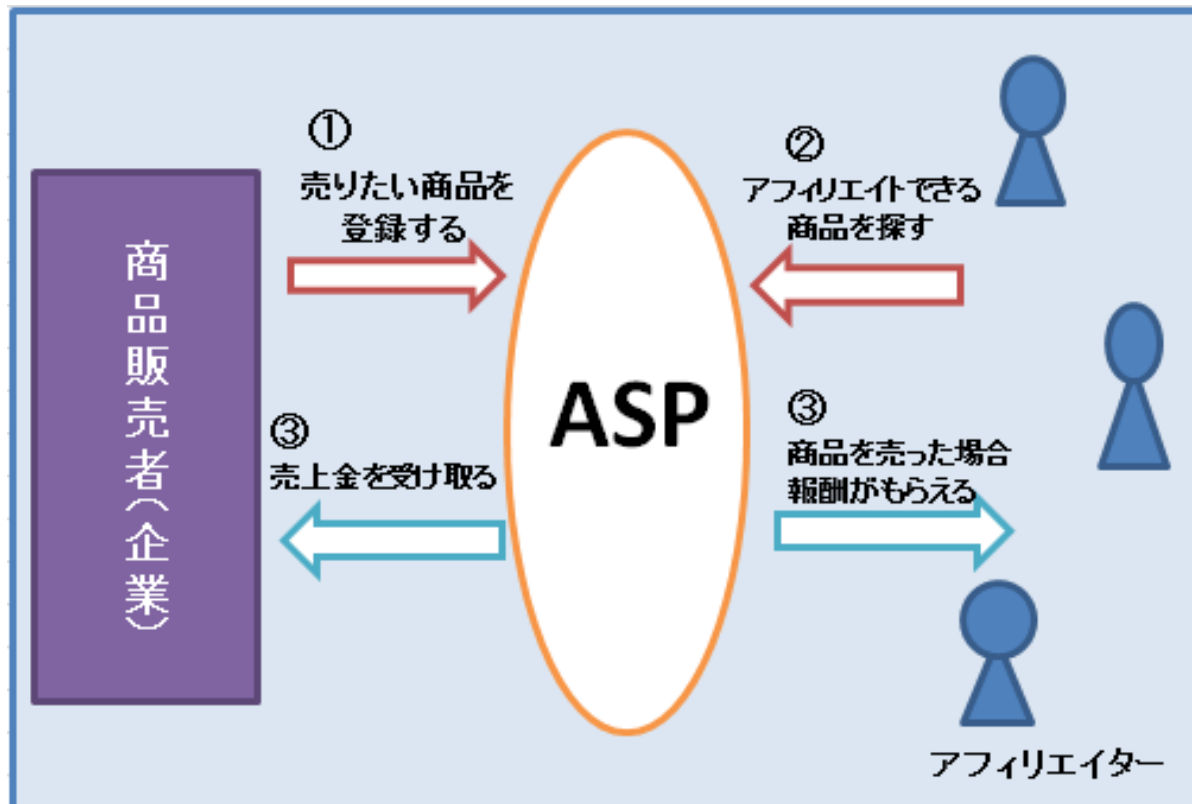 商品販売者（企業）
①
売りたい商品を
登録する
③
売上金を受け取る
ASP
②
アフィリエイトできる
商品を探す
③
商品を売った場合
報酬がもらえる
アフィリエイター